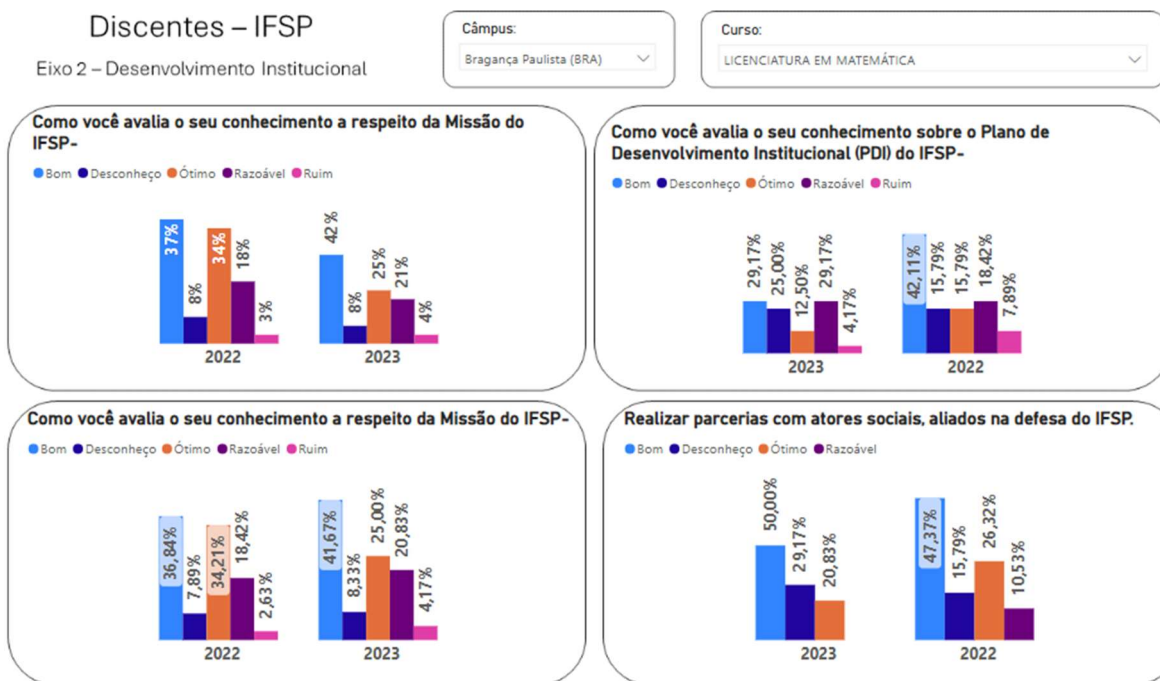 Discentes – IFSP
Eixo 2 – Desenvolvimento Institucional
Câmpus:
Bragança Paulista (BRA)
Curso:
LICENCIATURA EM MATEMÁTICA
Como você avalia o seu conhecimento a respeito da Missão do
IFSP-
Bom Desconheço Ótimo Razoável Ruim
37% 8% 34% 18% 3%
42% 8% 25% 21% 4%
2022 2023
Como você avalia o seu conhecimento sobre o Plano de
Desenvolvimento Institucional (PDI) do IFSP-
Bom Desconheço Ótimo Razoável Ruim
29,17% 25,00% 12,50% 29,17% 4,17%
42,11% 15,79% 15,79% 18,42% 7,89%
2023 2022
Como você avalia o seu conhecimento a respeito da Missão do IFSP-
Bom Desconheço Ótimo Razoável Ruim
36,84% 7,89% 34,21% 18,42% 2,63%
41,67% 8,33% 25,00% 20,83% 4,17%
2022 2023
Realizar parcerias com atores sociais, aliados na defesa do IFSP.
Bom Desconheço Ótimo Razoável
50,00% 29,17% 20,83%
47,37% 15,79% 26,32% 10,53%
2023 2022